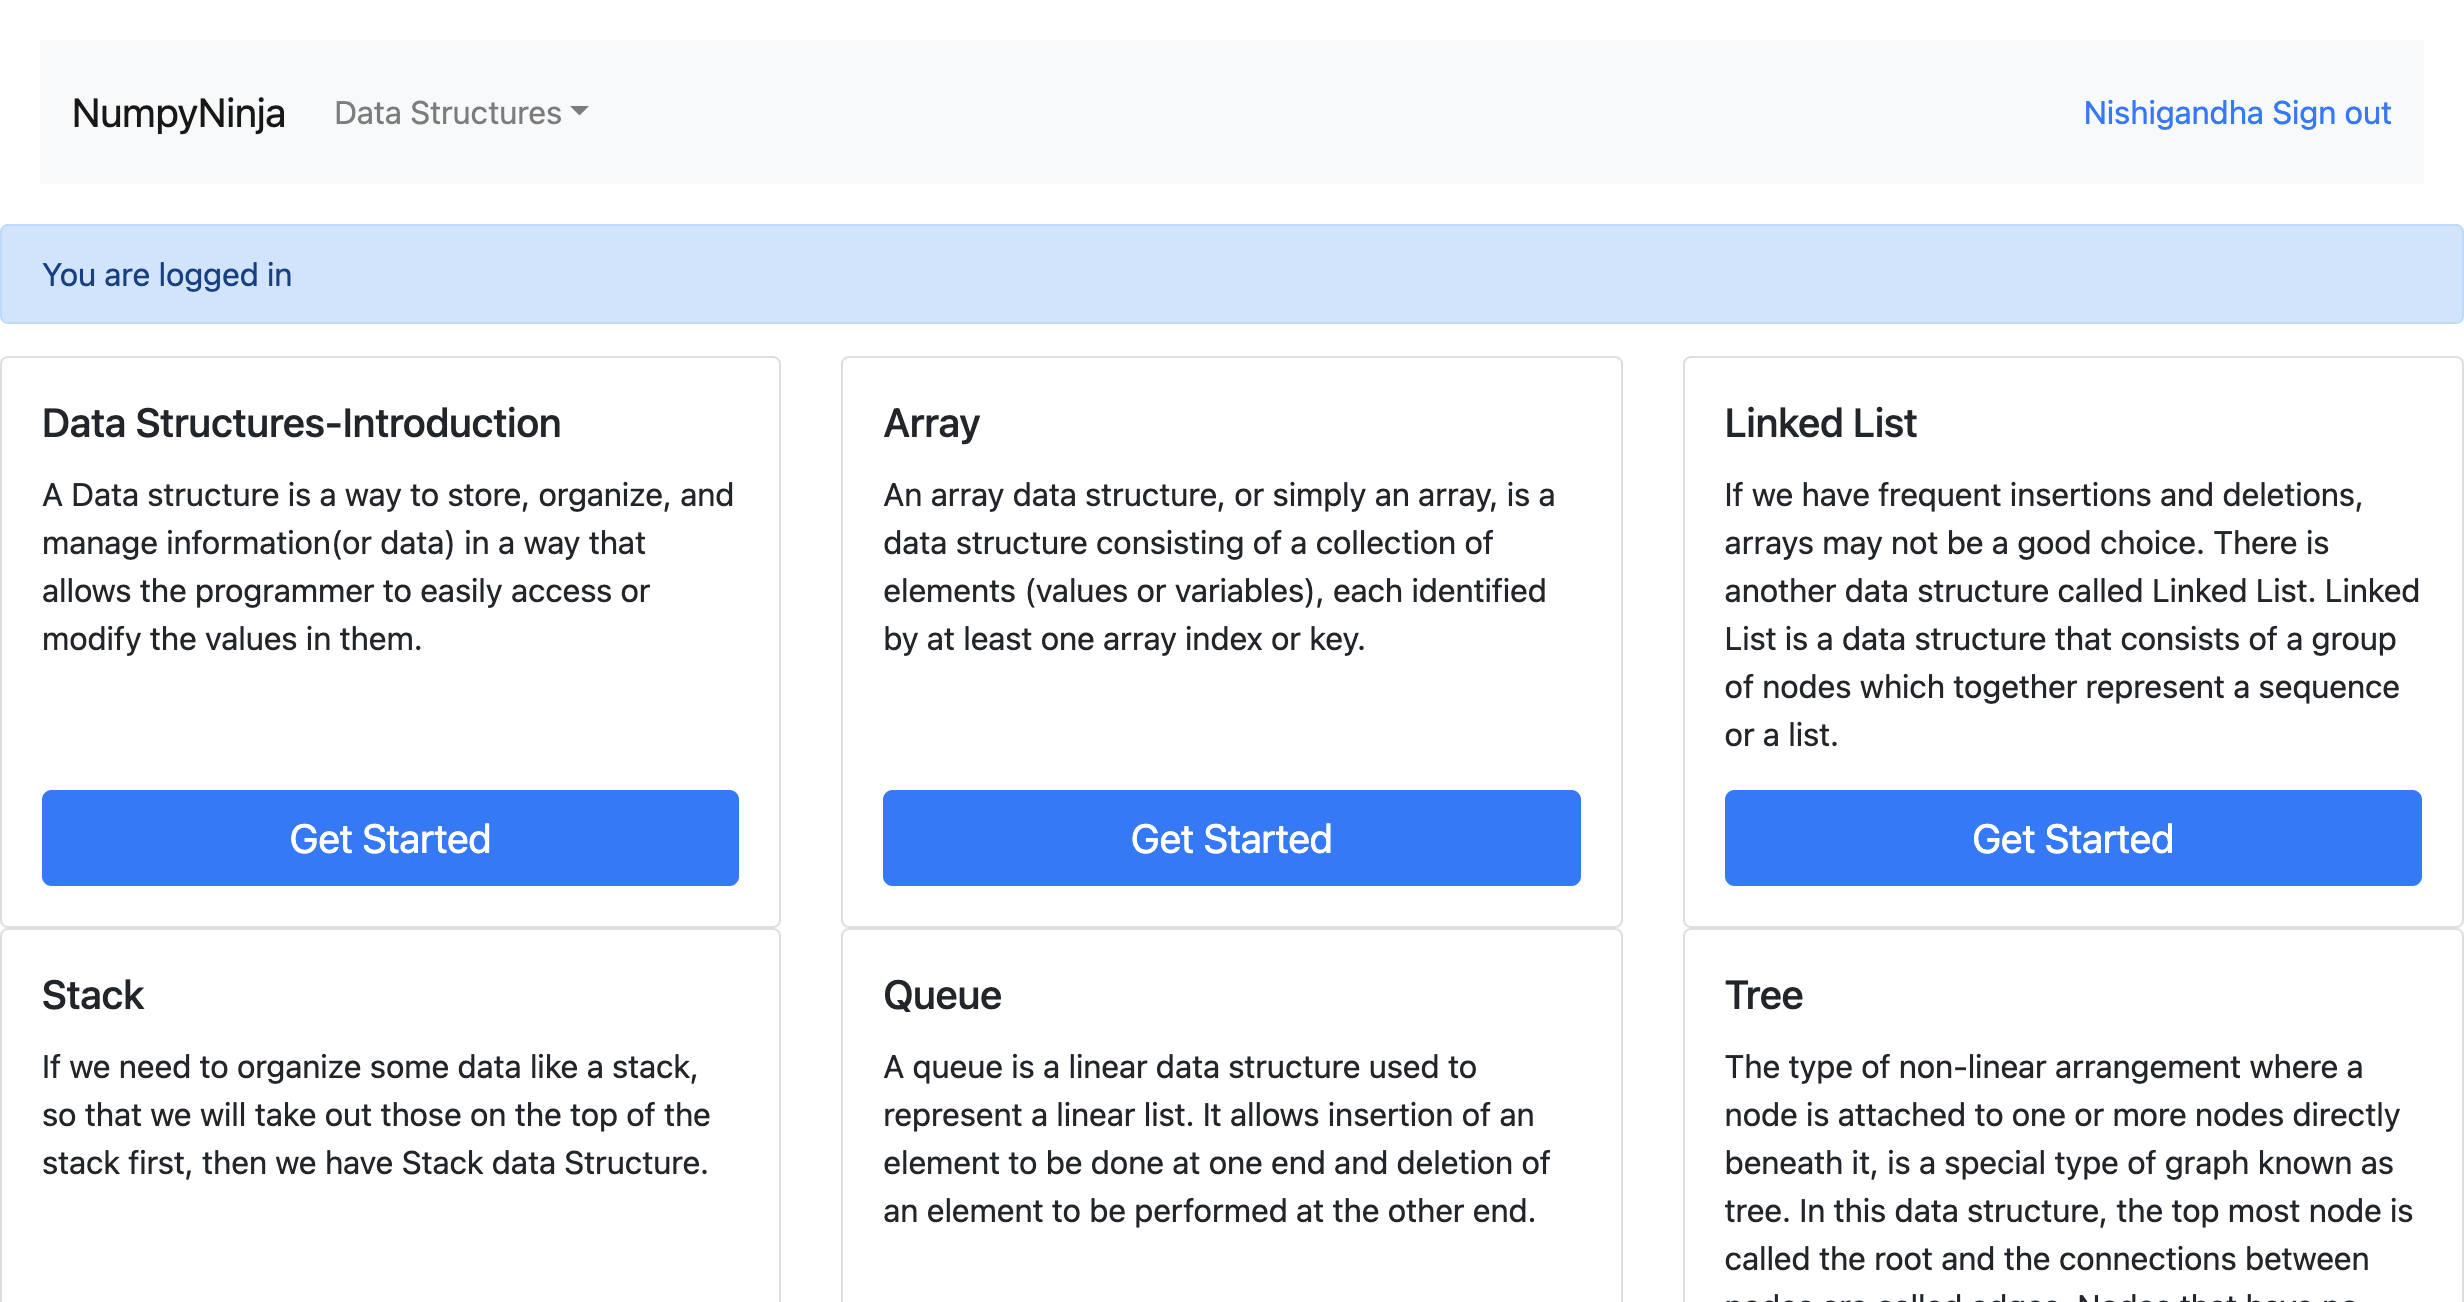 NumpyNinja
Data Structures
Nishigandha Sign out
You are logged in
Data Structures-Introduction
A Data structure is a way to store, organize, and
manage information(or data) in a way that
allows the programmer to easily access or
modify the values in them.
Get Started
Array
An array data structure, or simply an array, is a
data structure consisting of a collection of
elements (values or variables), each identified
by at least one array index or key.
Get Started
Linked List
If we have frequent insertions and deletions,
arrays may not be a good choice. There is
another data structure called Linked List. Linked
List is a data structure that consists of a group
of nodes which together represent a sequence
or a list.
Get Started
Stack
If we need to organize some data like a stack,
so that we will take out those on the top of the
stack first, then we have Stack data Structure.
Queue
A queue is a linear data structure used to
represent a linear list. It allows insertion of an
element to be done at one end and deletion of
an element to be performed at the other end.
Tree
The type of non-linear arrangement where a
node is attached to one or more nodes directly
beneath it, is a special type of graph known as
tree. In this data structure, the top most node is
called the root and the connections between
nodes are called edges. Nodes that have no